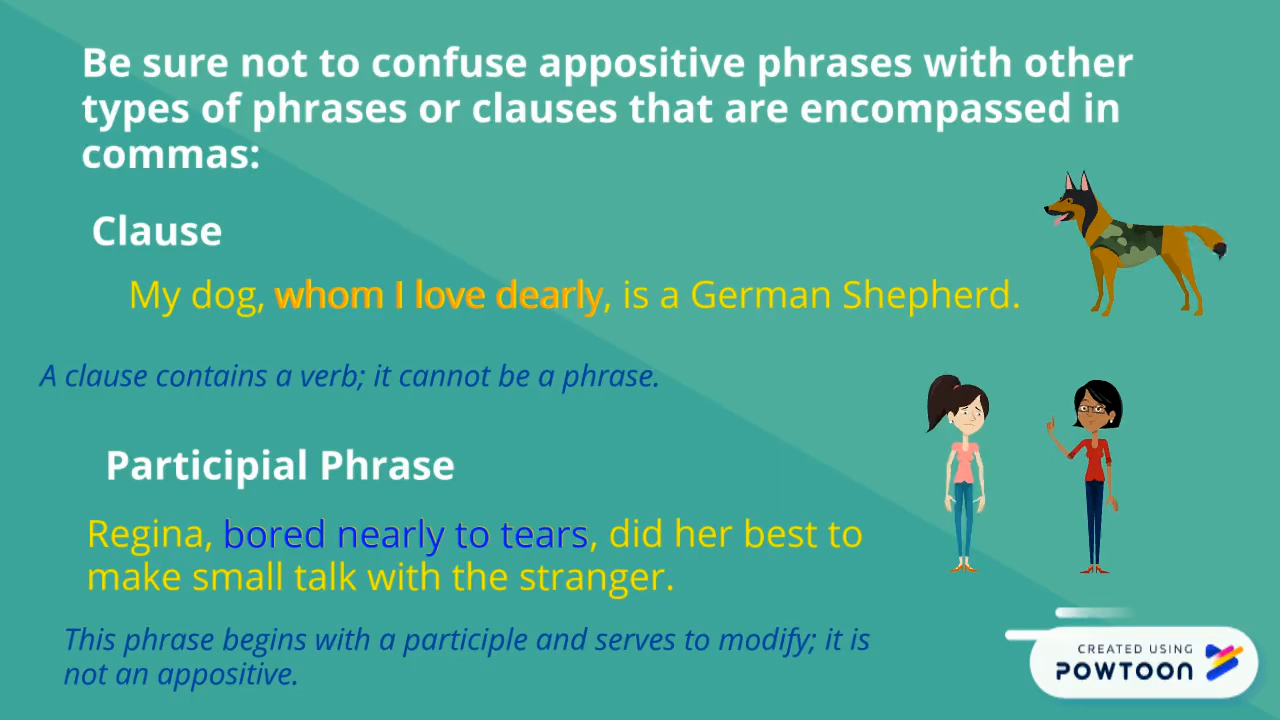 Be sure not to confuse appositive phrases with other
types of phrases or clauses that are encompassed in
commas:
Clause
My dog, whom I love dearly, is a German Shepherd.
A clause contains a verb; it cannot be a phrase.
Participial Phrase
Regina, bored nearly to tears, did her best to
make small talk with the stranger.
This phrase begins with a participle and serves to modify; it is
not an appositive.
CREATED USING
POWTOON